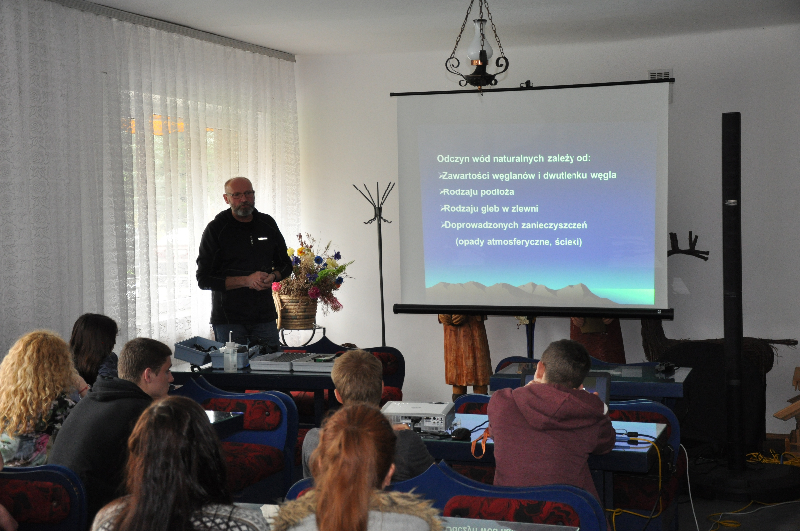 Odczyn wód naturalnych zależy od:
Zawartości węglanów i dwutlenku węgla
Rodzaju podłoża
Rodzaju gleb w zlewni
Doprowadzonych zanieczyszczeń
(opady atmosferyczne, ścieki)